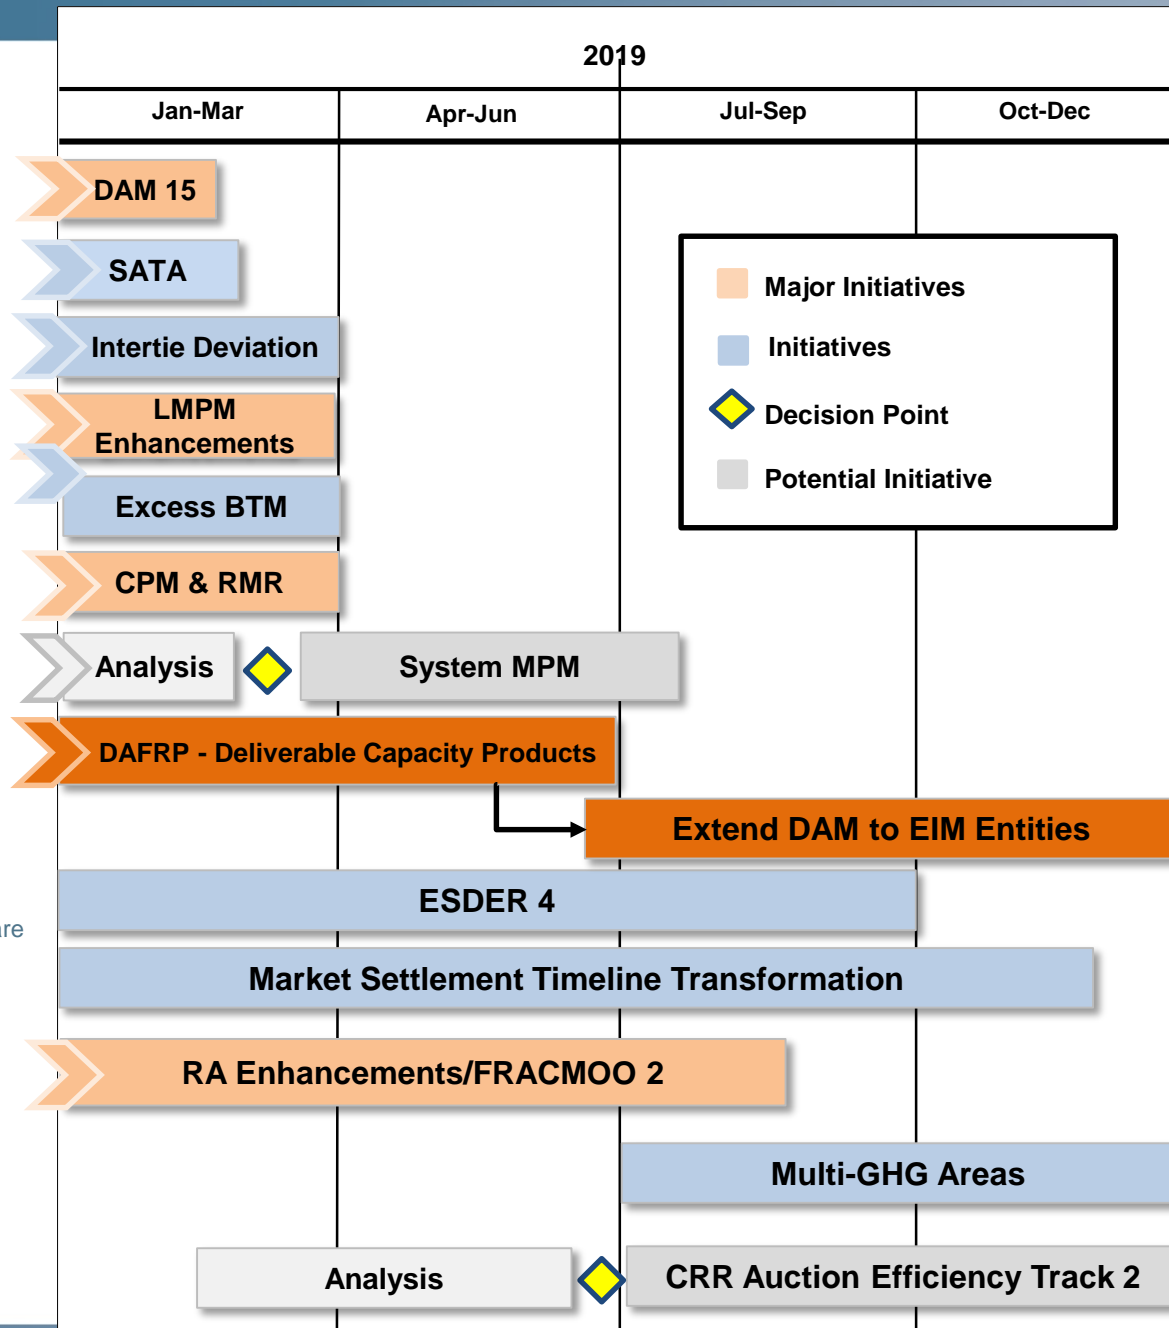 2019
Jan-Mar
Apr-Jun
Jul-Sep
Oct-Dec
DAM 15
SATA
Intertie Deviation
LMPM
Enhancements
Excess BTM
CPM & RMR
Analysis
System MPM
DAFRP - Deliverable Capacity Products
Extend DAM to EIM Entities
ESDER 4
are
Market Settlement Timeline Transformation
RA Enhancements/FRACMOO 2
Multi-GHG Areas
Analysis
CRR Auction Efficiency Track 2
Major Initiatives
Initiatives
Decision Point
Potential Initiative